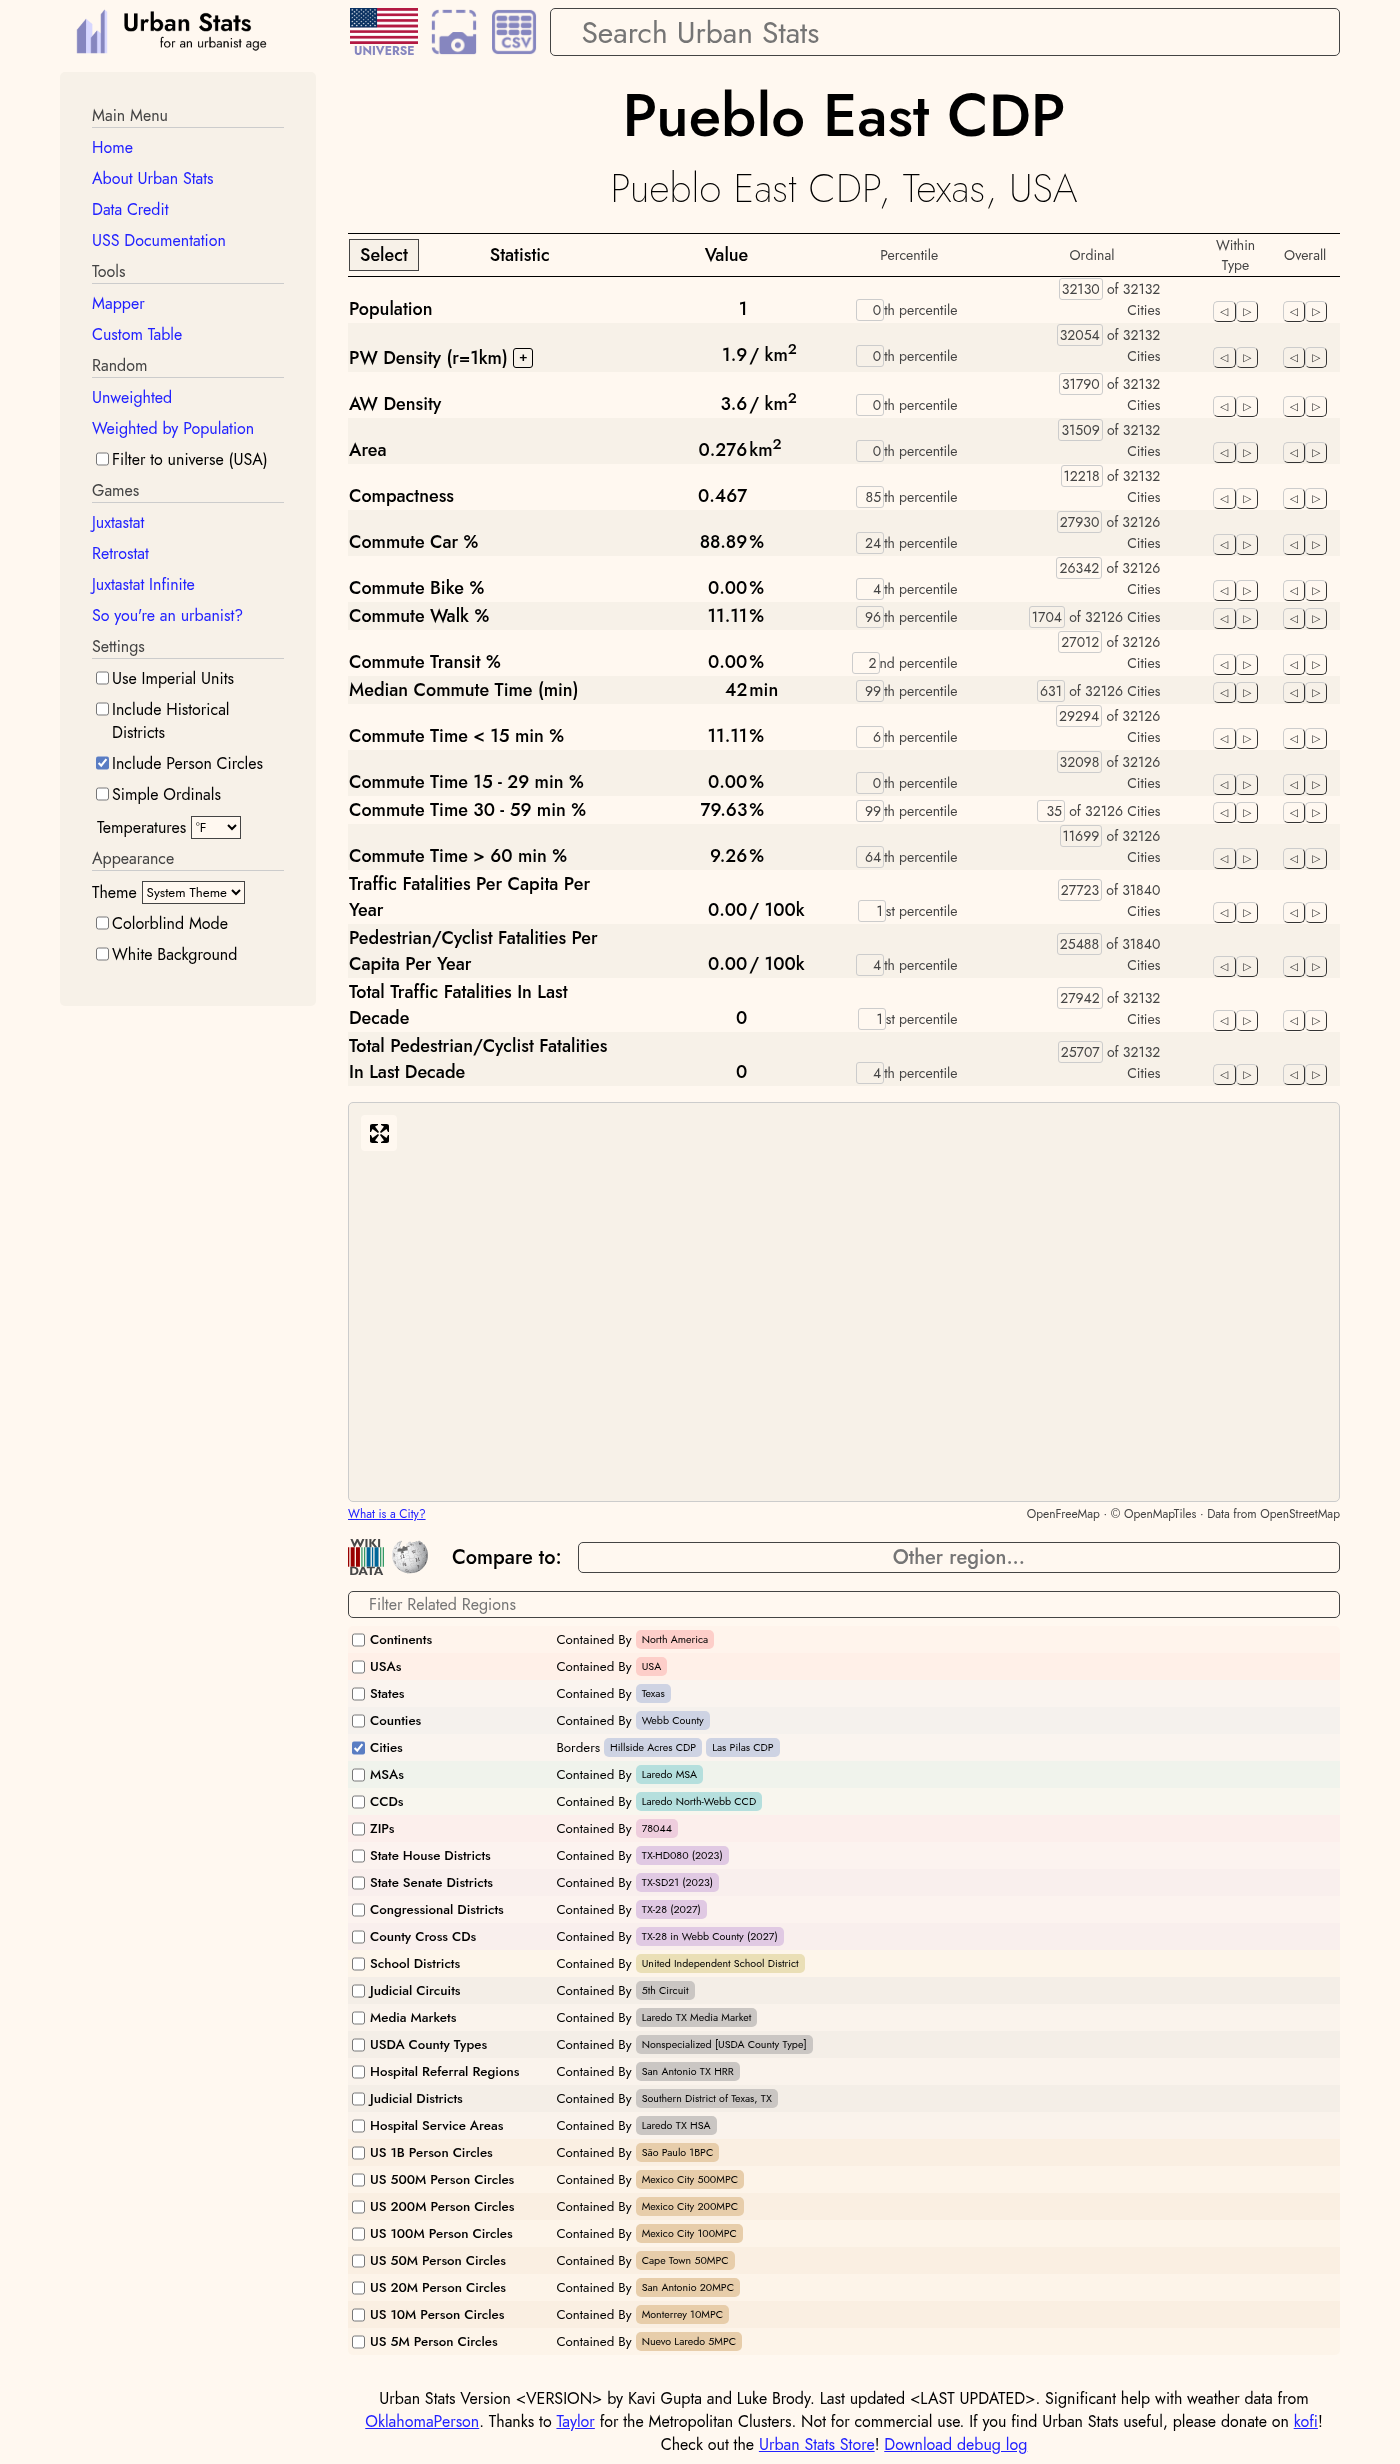 Urban Stats
for an urbanist age
UNIVERSE
CSV
Search Urban Stats
Main Menu
Home
About Urban Stats
Data Credit
USS Documentation
Tools
Mapper
Custom Table
Random
Unweighted
Weighted by Population
Filter to universe (USA)
Games
Juxtastat
Retrostat
Juxtastat Infinite
So you're an urbanist?
Settings
Use Imperial Units
Include Historical
Districts
Include Person Circles
Simple Ordinals
Temperatures °F
Appearance
Theme System Theme
Colorblind Mode
White Background
Pueblo East CDP
Pueblo East CDP, Texas, USA
Select Statistic Value Percentile Ordinal Within Type Overall
Population 1 0th percentile 32130 of 32132 Cities ◁ ▷ ◁ ▷
PW Density (r=1km) + 1.9 / km² 0th percentile 32054 of 32132 Cities ◁ ▷ ◁ ▷
AW Density 3.6 / km² 0th percentile 31790 of 32132 Cities ◁ ▷ ◁ ▷
Area 0.276 km² 0th percentile 31509 of 32132 Cities ◁ ▷ ◁ ▷
Compactness 0.467 85th percentile 12218 of 32132 Cities ◁ ▷ ◁ ▷
Commute Car % 88.89% 24th percentile 27930 of 32126 Cities ◁ ▷ ◁ ▷
Commute Bike % 0.00% 4th percentile 26342 of 32126 Cities ◁ ▷ ◁ ▷
Commute Walk % 11.11% 96th percentile 1704 of 32126 Cities ◁ ▷ ◁ ▷
Commute Transit % 0.00% 2nd percentile 27012 of 32126 Cities ◁ ▷ ◁ ▷
Median Commute Time (min) 42 min 99th percentile 631 of 32126 Cities ◁ ▷ ◁ ▷
Commute Time < 15 min % 11.11% 6th percentile 29294 of 32126 Cities ◁ ▷ ◁ ▷
Commute Time 15 - 29 min % 0.00% 0th percentile 32098 of 32126 Cities ◁ ▷ ◁ ▷
Commute Time 30 - 59 min % 79.63% 99th percentile 35 of 32126 Cities ◁ ▷ ◁ ▷
Commute Time > 60 min % 9.26% 64th percentile 11699 of 32126 Cities ◁ ▷ ◁ ▷
Traffic Fatalities Per Capita Per Year 0.00 / 100k 1st percentile 27723 of 31840 Cities ◁ ▷ ◁ ▷
Pedestrian/Cyclist Fatalities Per Capita Per Year 0.00 / 100k 4th percentile 25488 of 31840 Cities ◁ ▷ ◁ ▷
Total Traffic Fatalities In Last Decade 0 1st percentile 27942 of 32132 Cities ◁ ▷ ◁ ▷
Total Pedestrian/Cyclist Fatalities In Last Decade 0 4th percentile 25707 of 32132 Cities ◁ ▷ ◁ ▷
What is a City? OpenFreeMap · © OpenMapTiles · Data from OpenStreetMap
WIKI
DATA
Compare to: Other region...
Filter Related Regions
Continents Contained By North America
USAs Contained By USA
States Contained By Texas
Counties Contained By Webb County
Cities Borders Hillside Acres CDP Las Pilas CDP
MSAs Contained By Laredo MSA
CCDs Contained By Laredo North-Webb CCD
ZIPs Contained By 78044
State House Districts Contained By TX-HD080 (2023)
State Senate Districts Contained By TX-SD21 (2023)
Congressional Districts Contained By TX-28 (2027)
County Cross CDs Contained By TX-28 in Webb County (2027)
School Districts Contained By United Independent School District
Judicial Circuits Contained By 5th Circuit
Media Markets Contained By Laredo TX Media Market
USDA County Types Contained By Nonspecialized [USDA County Type]
Hospital Referral Regions Contained By San Antonio TX HRR
Judicial Districts Contained By Southern District of Texas, TX
Hospital Service Areas Contained By Laredo TX HSA
US 1B Person Circles Contained By São Paulo 1BPC
US 500M Person Circles Contained By Mexico City 500MPC
US 200M Person Circles Contained By Mexico City 200MPC
US 100M Person Circles Contained By Mexico City 100MPC
US 50M Person Circles Contained By Cape Town 50MPC
US 20M Person Circles Contained By San Antonio 20MPC
US 10M Person Circles Contained By Monterrey 10MPC
US 5M Person Circles Contained By Nuevo Laredo 5MPC
Urban Stats Version <VERSION> by Kavi Gupta and Luke Brody. Last updated <LAST UPDATED>. Significant help with weather data from
OklahomaPerson. Thanks to Taylor for the Metropolitan Clusters. Not for commercial use. If you find Urban Stats useful, please donate on kofi!
Check out the Urban Stats Store! Download debug log